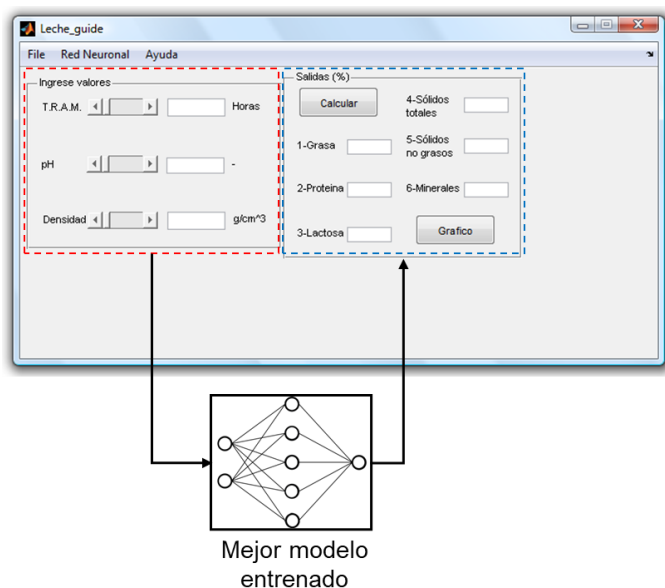 Leche_guide
File Red Neuronal Ayuda
Ingrese valores
T.R.A.M. Horas
pH -
Densidad g/cm^3
Salidas (%)
Calcular
4-Sólidos
totales
1-Grasa
5-Sólidos
no grasos
2-Proteina
6-Minerales
3-Lactosa
Grafico
Mejor modelo
entrenado